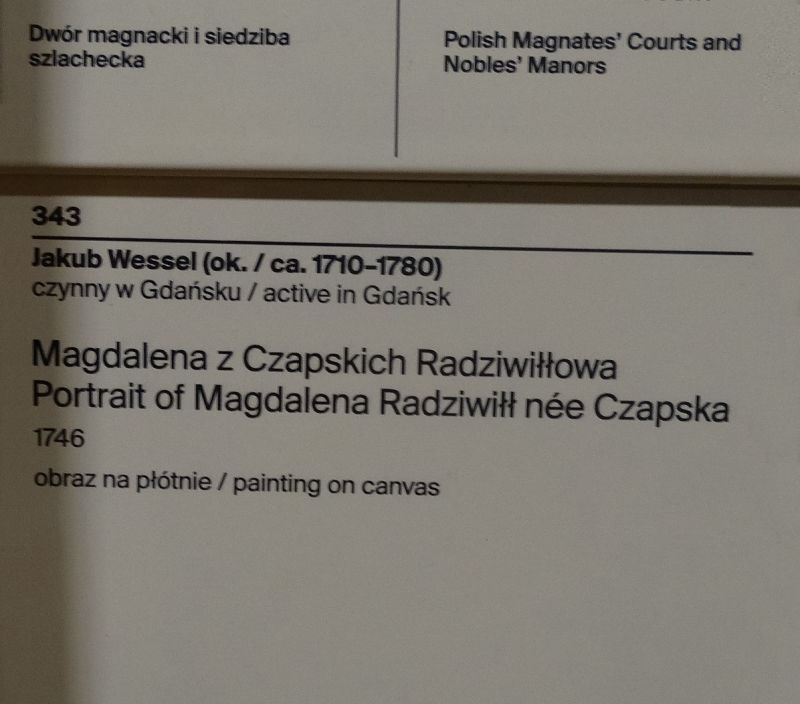 Dwór magnacki i siedziba
szlachecka
Polish Magnates' Courts and
Nobles' Manors
343
Jakub Wessel (ok. / ca. 1710–1780)
czynny w Gdańsku / active in Gdańsk
Magdalena z Czapskich Radziwiłłowa
Portrait of Magdalena Radziwiłł née Czapska
1746
obraz na płótnie / painting on canvas